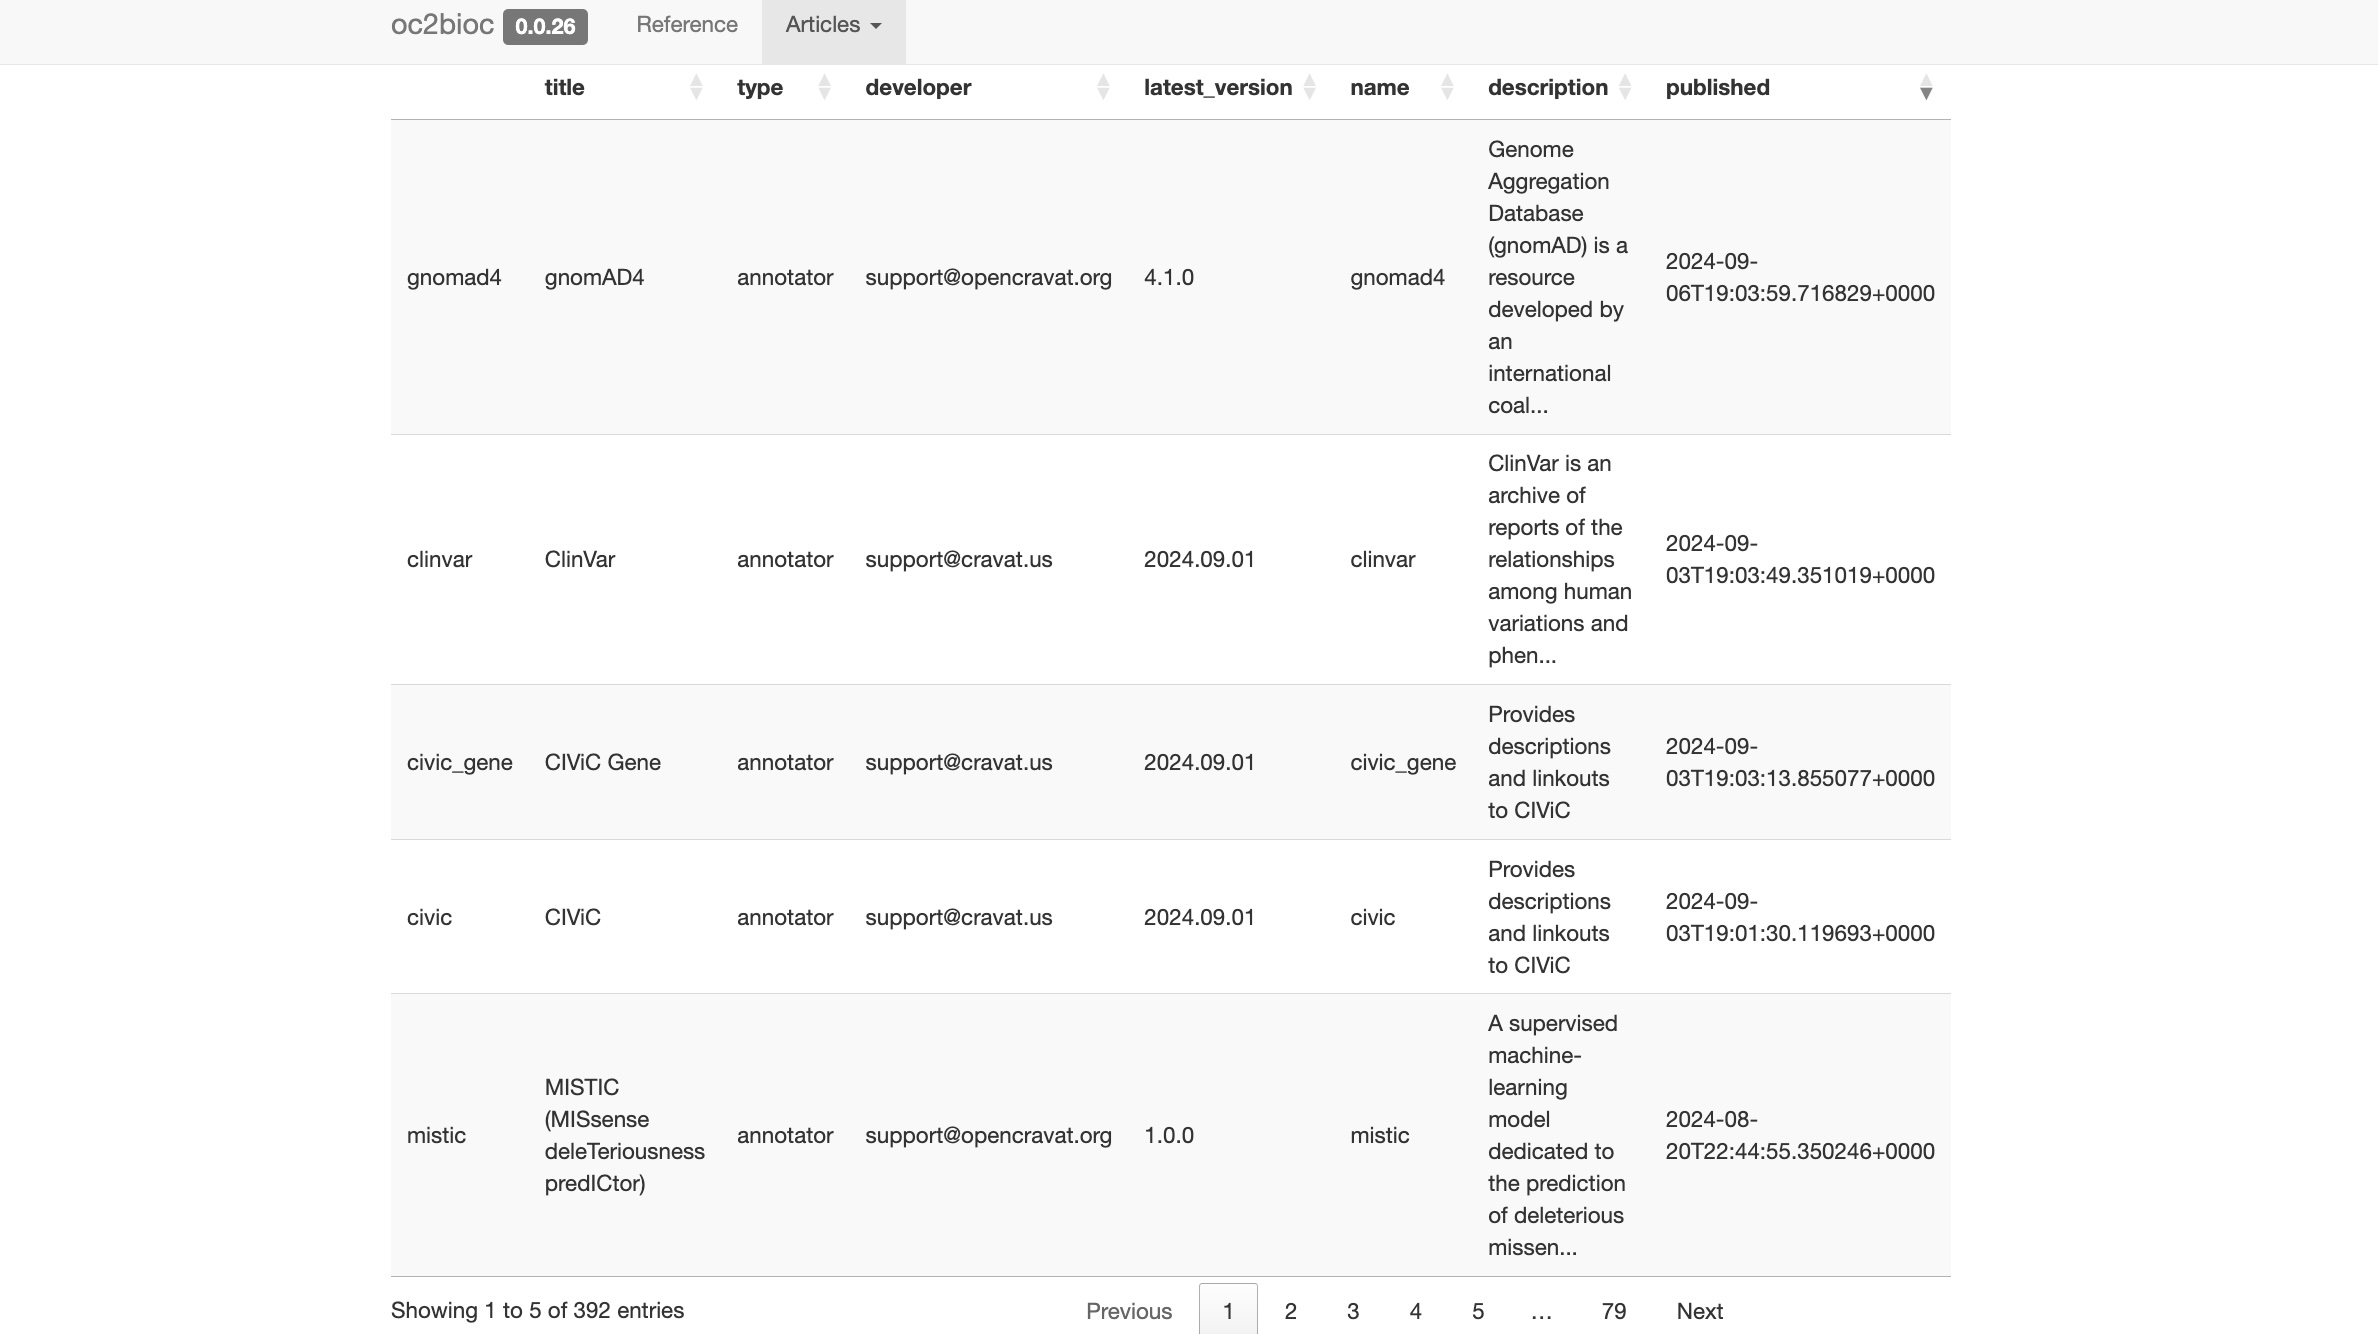 oc2bioc 0.0.26 Reference Articles
title type developer latest_version name description published
Genome
Aggregation
Database
(gnomAD) is a
resource
developed by
an
international
coal...
gnomad4 gnomAD4 annotator support@opencravat.org 4.1.0 gnomad4
2024-09-
06T19:03:59.716829+0000
ClinVar is an
archive of
reports of the
relationships
among human
variations and
phen...
clinvar ClinVar annotator support@cravat.us 2024.09.01 clinvar
2024-09-
03T19:03:49.351019+0000
Provides
descriptions
and linkouts
to CIViC
civic_gene CIViC Gene annotator support@cravat.us 2024.09.01 civic_gene
2024-09-
03T19:03:13.855077+0000
Provides
descriptions
and linkouts
to CIViC
civic CIViC annotator support@cravat.us 2024.09.01 civic
2024-09-
03T19:01:30.119693+0000
A supervised
machine-
learning
model
dedicated to
the prediction
of deleterious
missen...
mistic
MISTIC
(MISsense
deleTeriousness
predICtor)
annotator support@opencravat.org 1.0.0 mistic
2024-08-
20T22:44:55.350246+0000
Showing 1 to 5 of 392 entries Previous 1 2 3 4 5 … 79 Next